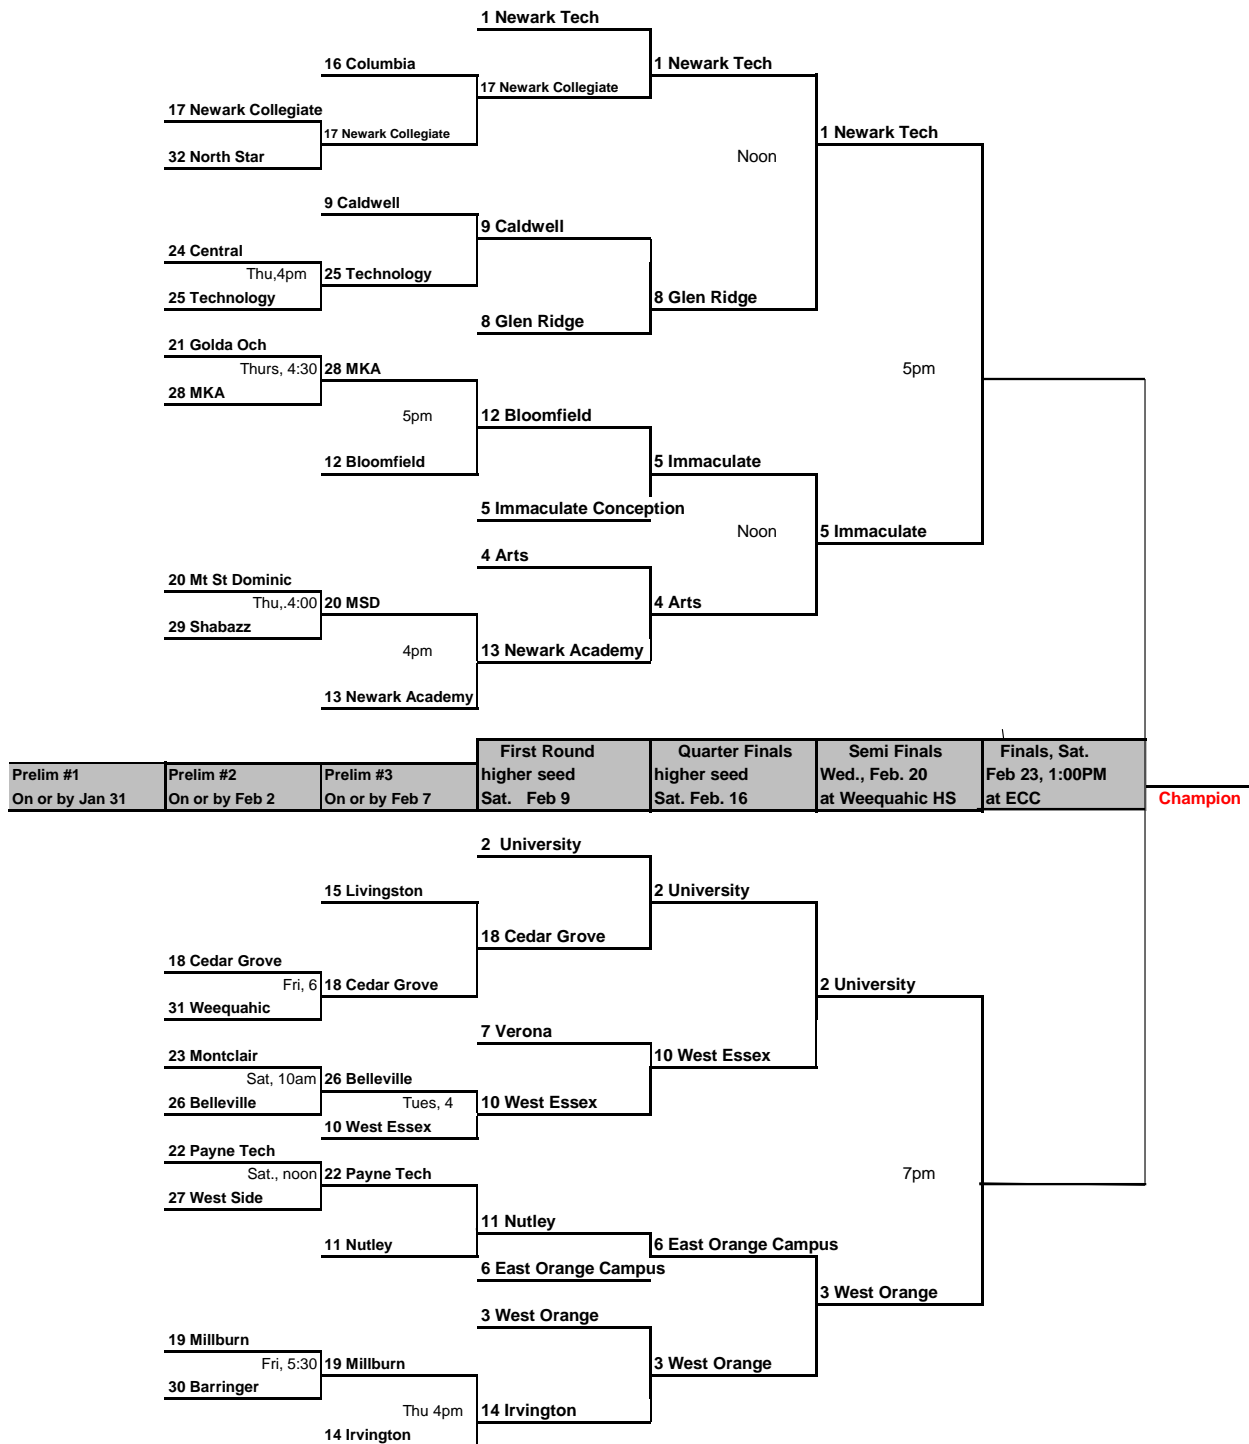 1 Newark Tech
16 Columbia
1 Newark Tech
17 Newark Collegiate
17 Newark Collegiate
17 Newark Collegiate
1 Newark Tech
32 North Star
Noon
9 Caldwell
9 Caldwell
24 Central
Thu,4pm
25 Technology
25 Technology
8 Glen Ridge
8 Glen Ridge
21 Golda Och
Thurs, 4:30
28 MKA
5pm
28 MKA
5pm
12 Bloomfield
12 Bloomfield
5 Immaculate
5 Immaculate Conception
Noon
5 Immaculate
4 Arts
20 Mt St Dominic
Thu,.4:00
20 MSD
4 Arts
29 Shabazz
4pm
13 Newark Academy
13 Newark Academy
First Round
Quarter Finals
Semi Finals
Finals, Sat.
Prelim #1
Prelim #2
Prelim #3
higher seed
higher seed
Wed., Feb. 20
Feb 23, 1:00PM
On or by Jan 31
On or by Feb 2
On or by Feb 7
Sat. Feb 9
Sat. Feb. 16
at Weequahic HS
at ECC
Champion
2 University
15 Livingston
2 University
18 Cedar Grove
18 Cedar Grove
Fri, 6
18 Cedar Grove
2 University
31 Weequahic
7 Verona
23 Montclair
10 West Essex
Sat, 10am
26 Belleville
26 Belleville
Tues, 4
10 West Essex
10 West Essex
22 Payne Tech
Sat., noon
22 Payne Tech
7pm
27 West Side
11 Nutley
11 Nutley
6 East Orange Campus
6 East Orange Campus
3 West Orange
3 West Orange
19 Millburn
Fri, 5:30
19 Millburn
3 West Orange
30 Barringer
Thu 4pm
14 Irvington
14 Irvington